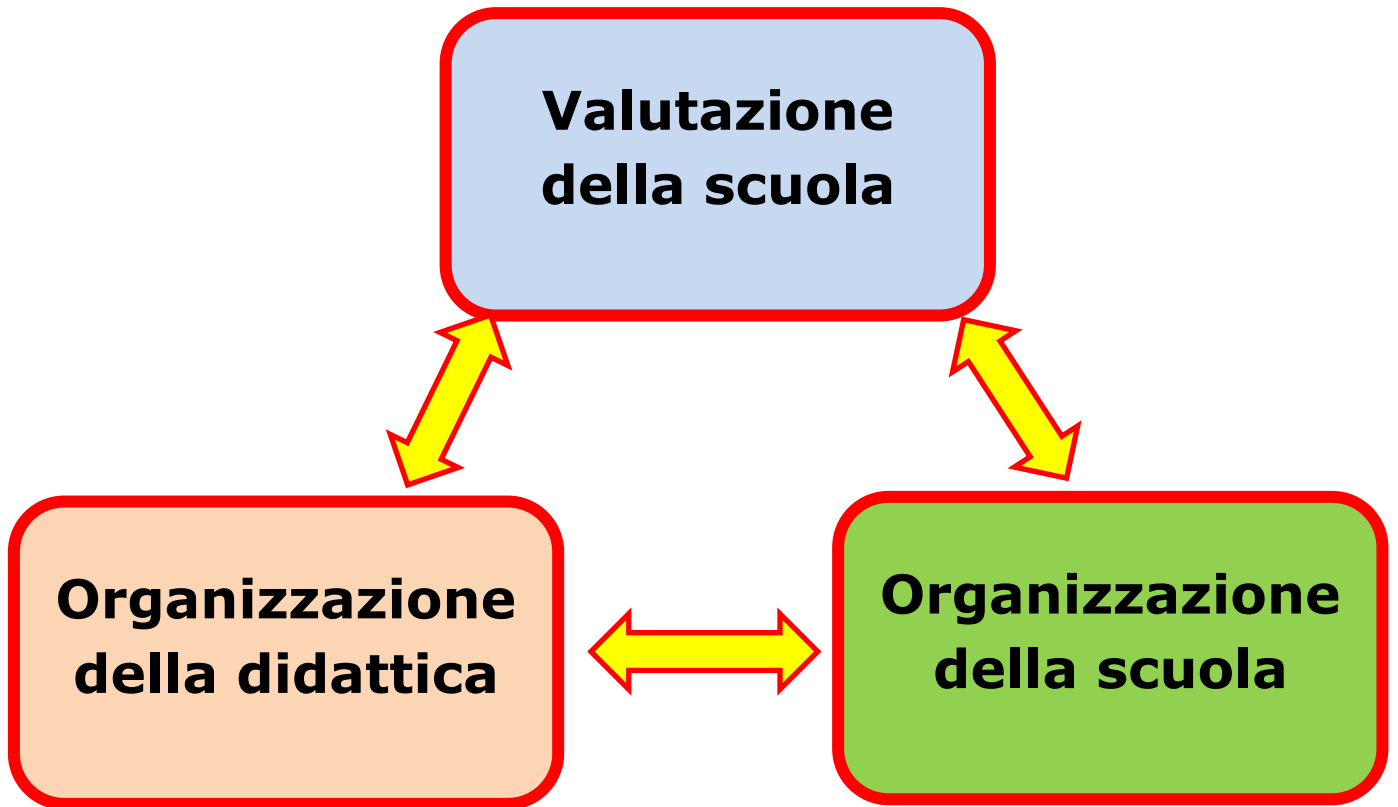 Valutazione
della scuola
Organizzazione
della didattica
Organizzazione
della scuola